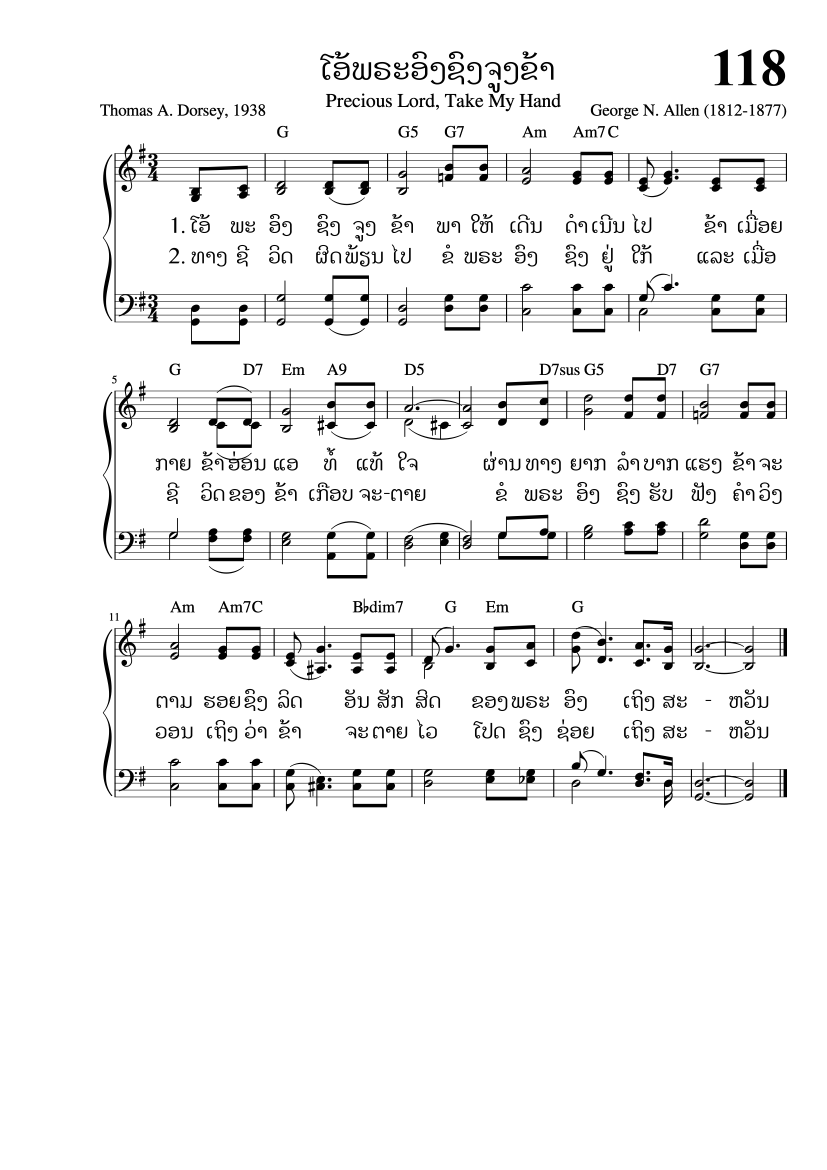 ໂອ້ພຣະອົງຊົງຈູງຂ້າ
118
Precious Lord, Take My Hand
Thomas A. Dorsey, 1938
George N. Allen (1812-1877)
G G5 G7 Am Am7 C
1. ໂອ້ ພະ ອົງ ຊົງ ຈູງ ຂ້າ ພາ ໃຫ້ ເດີນ ດຳ ເນີນ ໄປ ຂ້າ ເມື່ອຍ
2. ທາງ ຊີ ວິດ ຜິດ ພ້ຽນ ໄປ ຂໍ ພຣະ ອົງ ຊົງ ຢູ່ ໃກ້ ແລະ ເມື່ອ
5
G D7 Em A9 D5 D7sus G5 D7 G7
ກາຍ ຂ້າ ອ່ອນ ແອ ທໍ້ ແທ້ ໃຈ ຜ່ານ ທາງ ຍາກ ລຳ ບາກ ແຮງ ຂ້າ ຈະ
ຊີ ວິດ ຂອງ ຂ້າ ເກືອບ ຈະ-ຕາຍ ຂໍ ພຣະ ອົງ ຊົງ ຮັບ ຟັງ ຄຳ ວິງ
11
Am Am7 C B♭dim7 G Em G
ຕາມ ຮອຍ ຊົງ ລິດ ອັນ ສັກ ສິດ ຂອງ ພຣະ ອົງ ເຖິງ ສະ - ຫວັນ
ວອນ ເຖິງ ວ່າ ຂ້າ ຈະ ຕາຍ ໄວ ໂປດ ຊົງ ຊ່ອຍ ເຖິງ ສະ - ຫວັນ